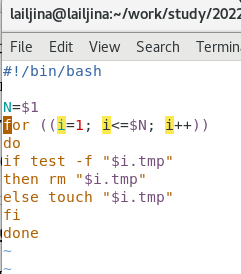 lailjina@lailjina:~/work/study/2022
File Edit View Search Termina
#!/bin/bash
N=$1
for ((i=1; i<=$N; i++))
do
if test -f "$i.tmp"
then rm "$i.tmp"
else touch "$i.tmp"
fi
done
~
~